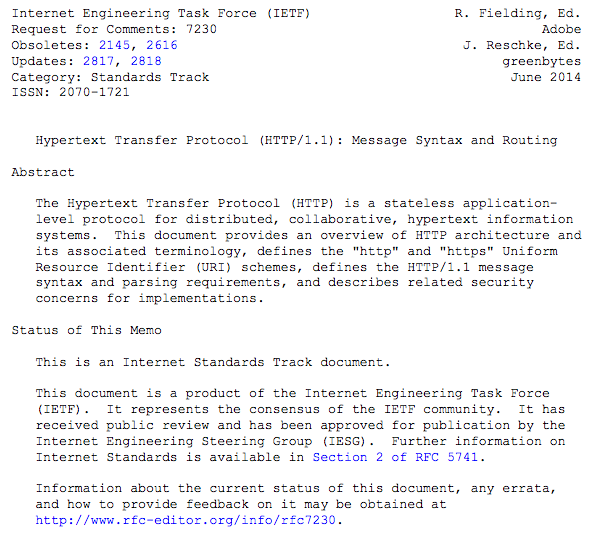 Internet Engineering Task Force (IETF)                   R. Fielding, Ed.
Request for Comments: 7230                                          Adobe
Obsoletes: 2145, 2616                                     J. Reschke, Ed.
Updates: 2817, 2818                                            greenbytes
Category: Standards Track                                       June 2014
ISSN: 2070-1721

Hypertext Transfer Protocol (HTTP/1.1): Message Syntax and Routing

Abstract

The Hypertext Transfer Protocol (HTTP) is a stateless application-
level protocol for distributed, collaborative, hypertext information
systems.  This document provides an overview of HTTP architecture and
its associated terminology, defines the "http" and "https" Uniform
Resource Identifier (URI) schemes, defines the HTTP/1.1 message
syntax and parsing requirements, and describes related security
concerns for implementations.

Status of This Memo

This is an Internet Standards Track document.

This document is a product of the Internet Engineering Task Force
(IETF).  It represents the consensus of the IETF community.  It has
received public review and has been approved for publication by the
Internet Engineering Steering Group (IESG).  Further information on
Internet Standards is available in Section 2 of RFC 5741.

Information about the current status of this document, any errata,
and how to provide feedback on it may be obtained at
http://www.rfc-editor.org/info/rfc7230.